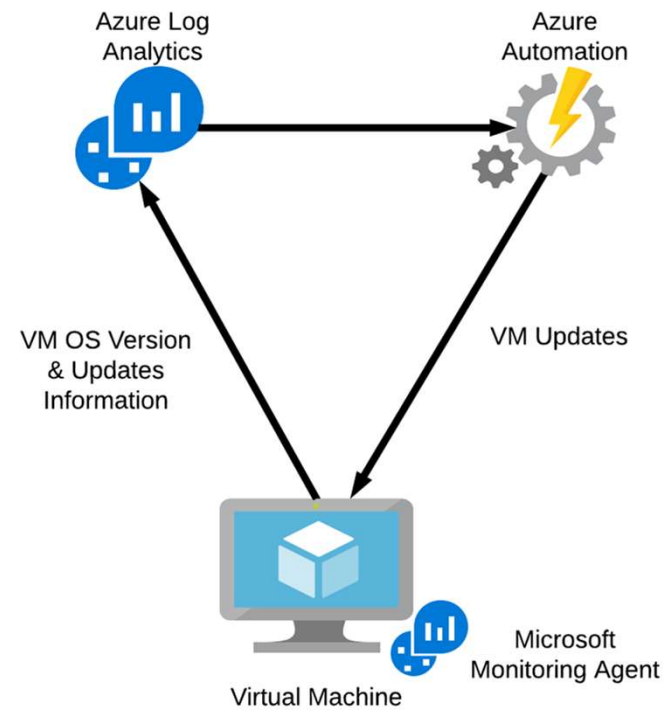 Azure Log
Analytics
Azure
Automation
VM OS Version
& Updates
Information
VM Updates
Microsoft
Monitoring Agent
Virtual Machine